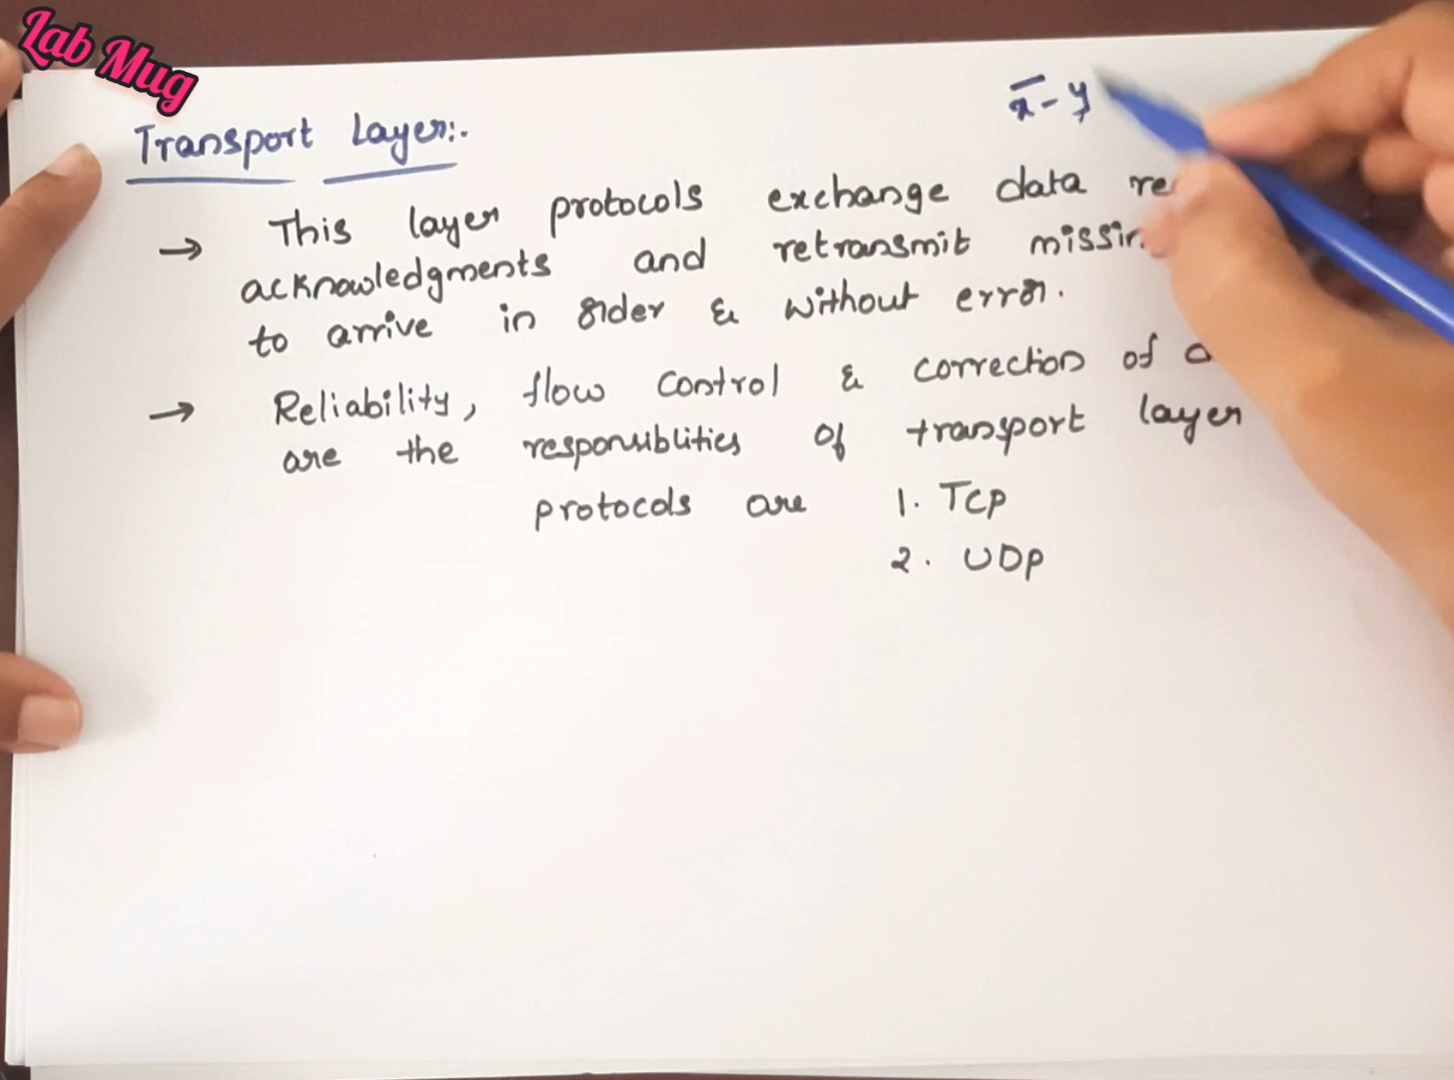 Lab Mug
x - y
Transport Layer:.
→ This layer protocols exchange data re
acknowledgments and retransmit missin
to arrive in order & without error.
→ Reliability, flow control & correction of
are the responsiblities of transport layer
protocols are 1. TCP
2. UDP